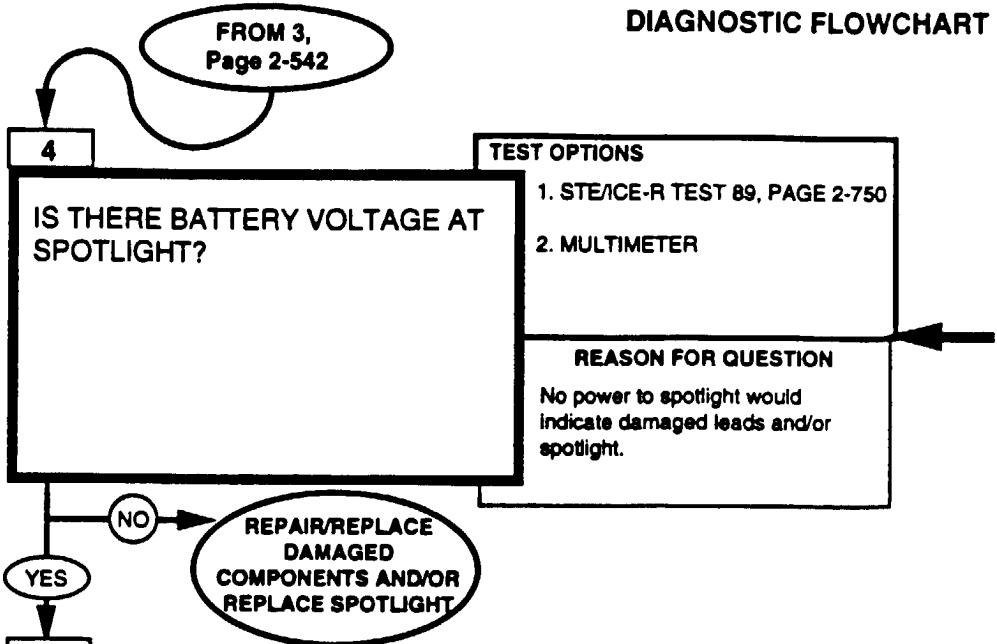 DIAGNOSTIC FLOWCHART
FROM 3,
Page 2-542
4
IS THERE BATTERY VOLTAGE AT
SPOTLIGHT?
TEST OPTIONS
1. STE/ICE-R TEST 89, PAGE 2-750
2. MULTIMETER
REASON FOR QUESTION
No power to spotlight would
indicate damaged leads and/or
spotlight.
NO
REPAIR/REPLACE
DAMAGED
COMPONENTS AND/OR
REPLACE SPOTLIGHT
YES